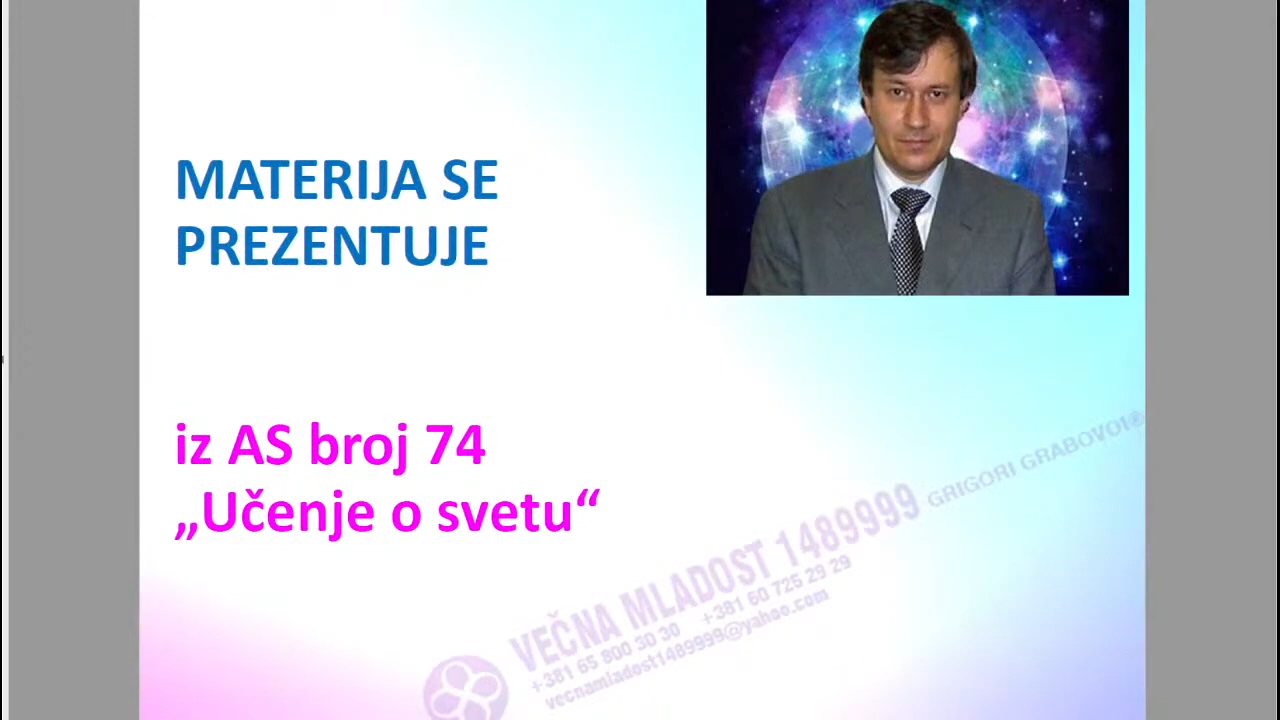 MATERIJA SE
PREZENTUJE
iz AS broj 74
„Učenje o svetu“
VEČNA MLADOST 1489999 GRIGORI GRABOVOI®
+381 65 800 30 30 +381 60 725 29 29
vecnamladost1489999@yahoo.com